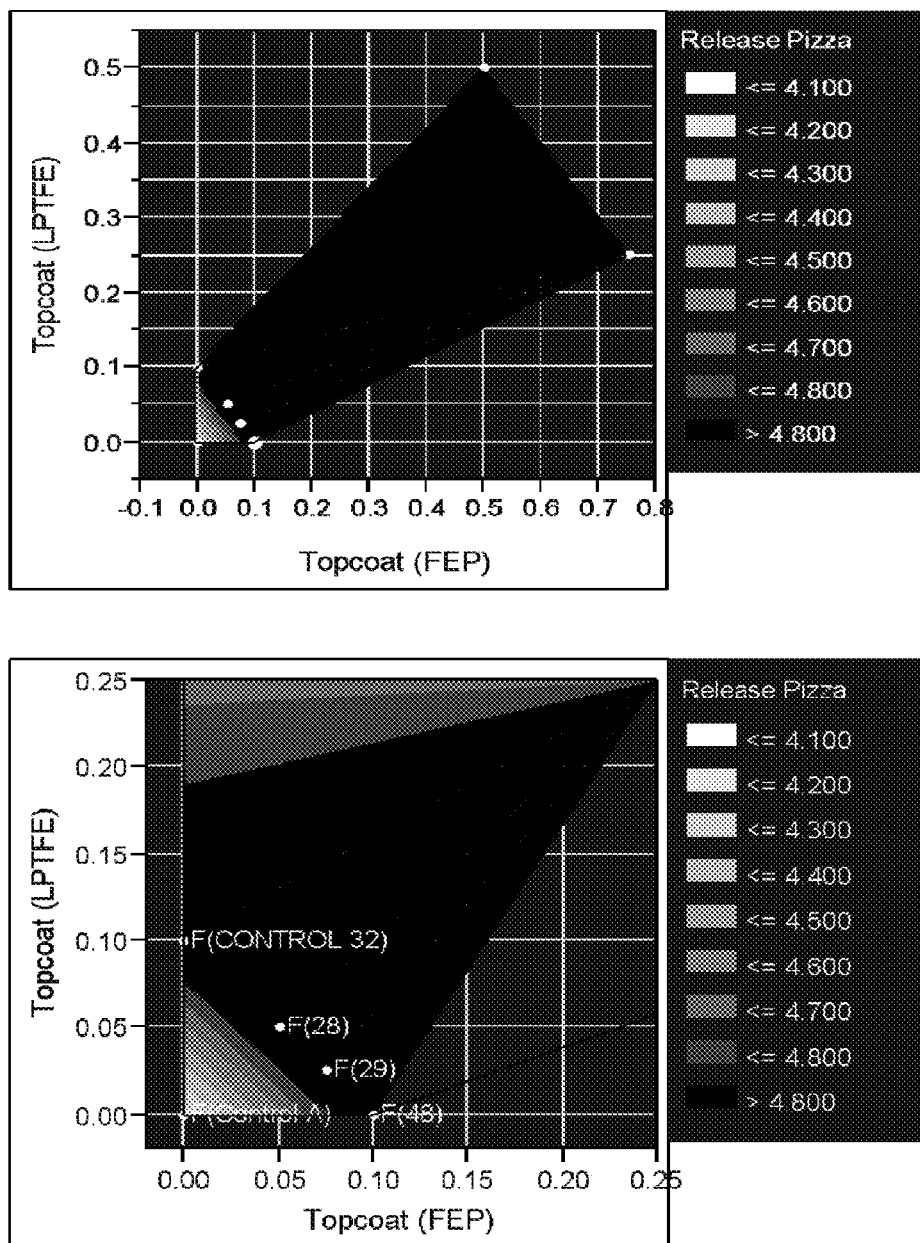 Release Pizza
<= 4.100
<= 4.200
<= 4.300
<= 4.400
<= 4.500
<= 4.600
<= 4.700
<= 4.800
> 4.800
Topcoat (LPTFE)
0.5
0.4
0.3
0.2
0.1
0.0
-0.1 0.0 0.1 0.2 0.3 0.4 0.5 0.6 0.7 0.8
Topcoat (FEP)
Release Pizza
<= 4.100
<= 4.200
<= 4.300
<= 4.400
<= 4.500
<= 4.600
<= 4.700
<= 4.800
> 4.800
Topcoat (LPTFE)
0.25
0.20
0.15
0.10
0.05
0.00
F(CONTROL 32)
F(28)
F(29)
F(Control A)
F(48)
0.00 0.05 0.10 0.15 0.20 0.25
Topcoat (FEP)